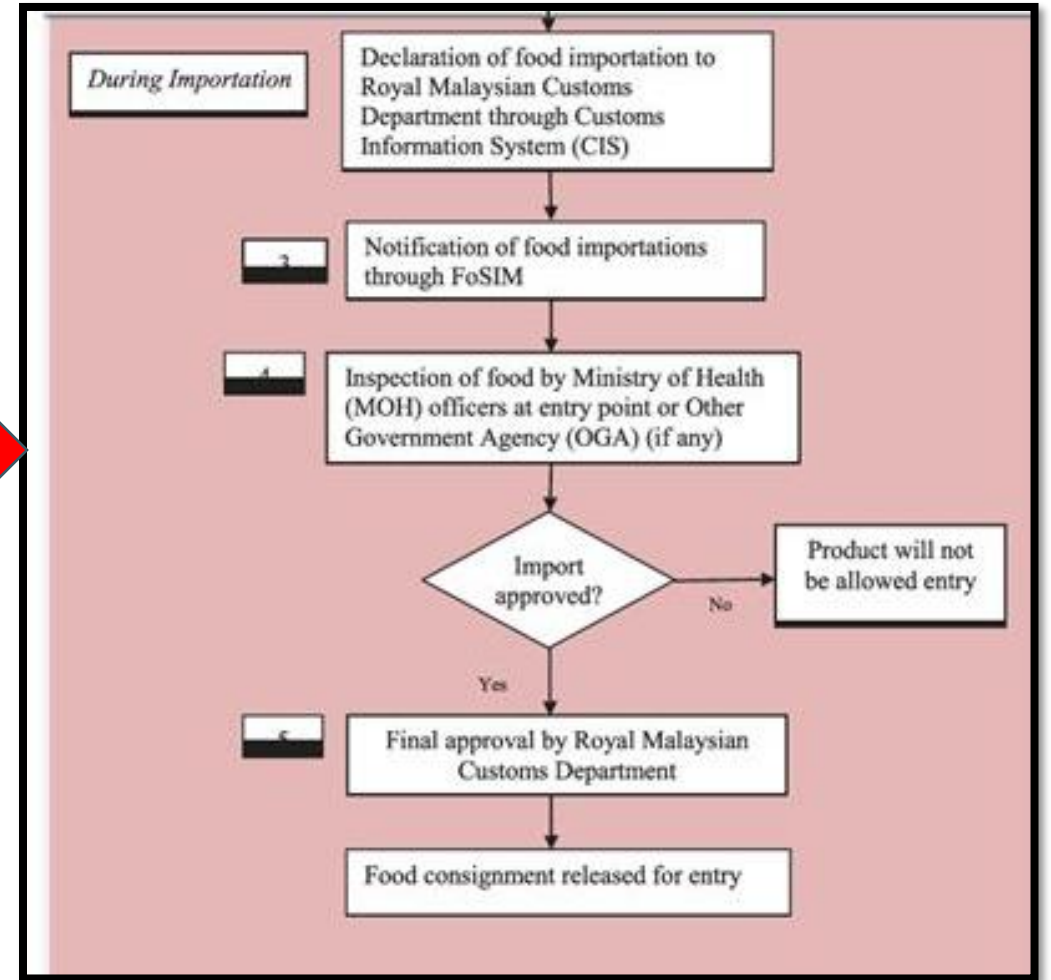 During Importation
Declaration of food importation to
Royal Malaysian Customs
Department through Customs
Information System (CIS)
3
Notification of food importations
through FoSIM
Inspection of food by Ministry of Health
(MOH) officers at entry point or Other
Government Agency (OGA) (if any)
Import
approved?
No
Product will not
be allowed entry
Yes
Final approval by Royal Malaysian
Customs Department
Food consignment released for entry